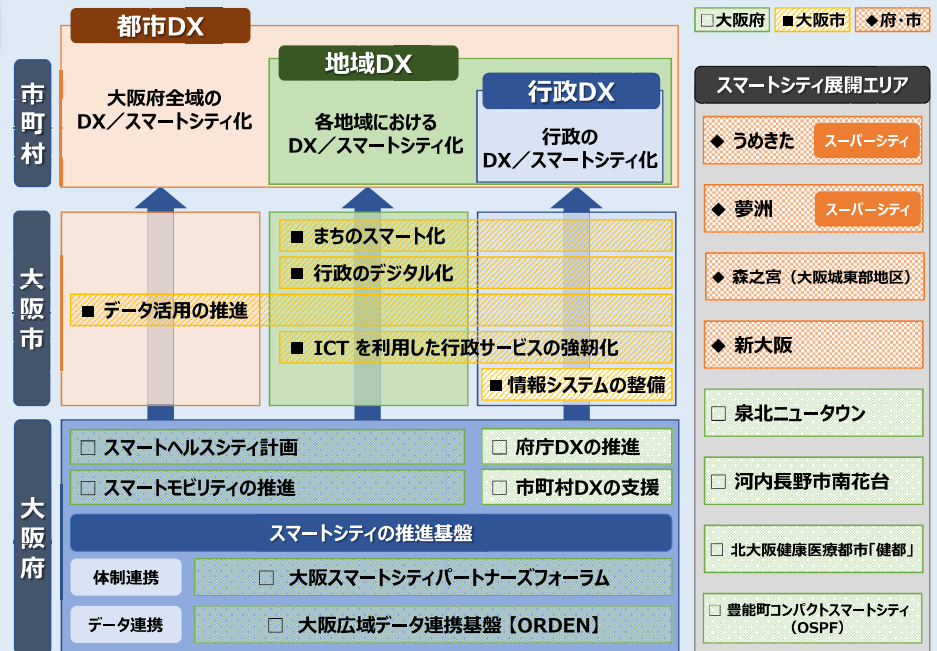 □大阪府
■大阪市
◆府・市
都市DX
地域DX
行政DX
市町村
大阪府全域の
DX／スマートシティ化
各地域における
DX／スマートシティ化
行政の
DX／スマートシティ化
大阪市
■ まちのスマート化
■ 行政のデジタル化
■ データ活用の推進
■ ICT を利用した行政サービスの強靭化
■ 情報システムの整備
大阪府
□ スマートヘルスシティ計画
□ 府庁DXの推進
□ スマートモビリティの推進
□ 市町村DXの支援
スマートシティの推進基盤
体制連携
□ 大阪スマートシティパートナーズフォーラム
データ連携
□ 大阪広域データ連携基盤【ORDEN】
スマートシティ展開エリア
◆ うめきた
スーパーシティ
◆ 夢洲
スーパーシティ
◆ 森之宮（大阪城東部地区）
◆ 新大阪
□ 泉北ニュータウン
□ 河内長野市南花台
□ 北大阪健康医療都市「健都」
□ 豊能町コンパクトスマートシティ
（OSPF）